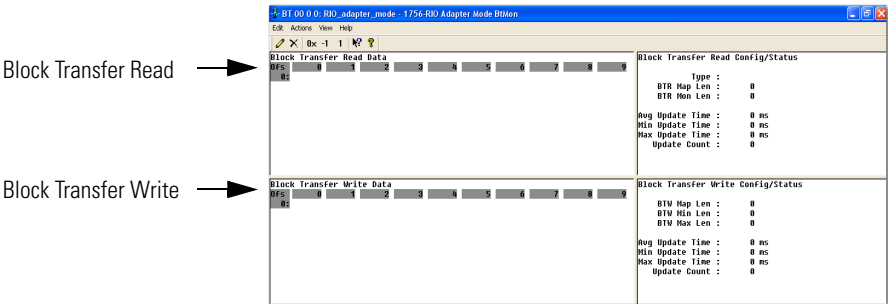 BT 00 0 0: RIO_adapter_mode - 1756-RIO Adapter Mode BtMon
Edit Actions View Help
0x -1 1
Block Transfer Read
Block Transfer Read Data
Ofs 0 1 2 3 4 5 6 7 8 9
0:
Block Transfer Read Config/Status
Type :
BTR Map Len : 0
BTR Mon Len : 0
Avg Update Time : 0 ms
Min Update Time : 0 ms
Max Update Time : 0 ms
Update Count : 0
Block Transfer Write
Block Transfer Write Data
Ofs 0 1 2 3 4 5 6 7 8 9
0:
Block Transfer Write Config/Status
BTW Map Len : 0
BTW Min Len : 0
BTW Max Len : 0
Avg Update Time : 0 ms
Min Update Time : 0 ms
Max Update Time : 0 ms
Update Count : 0